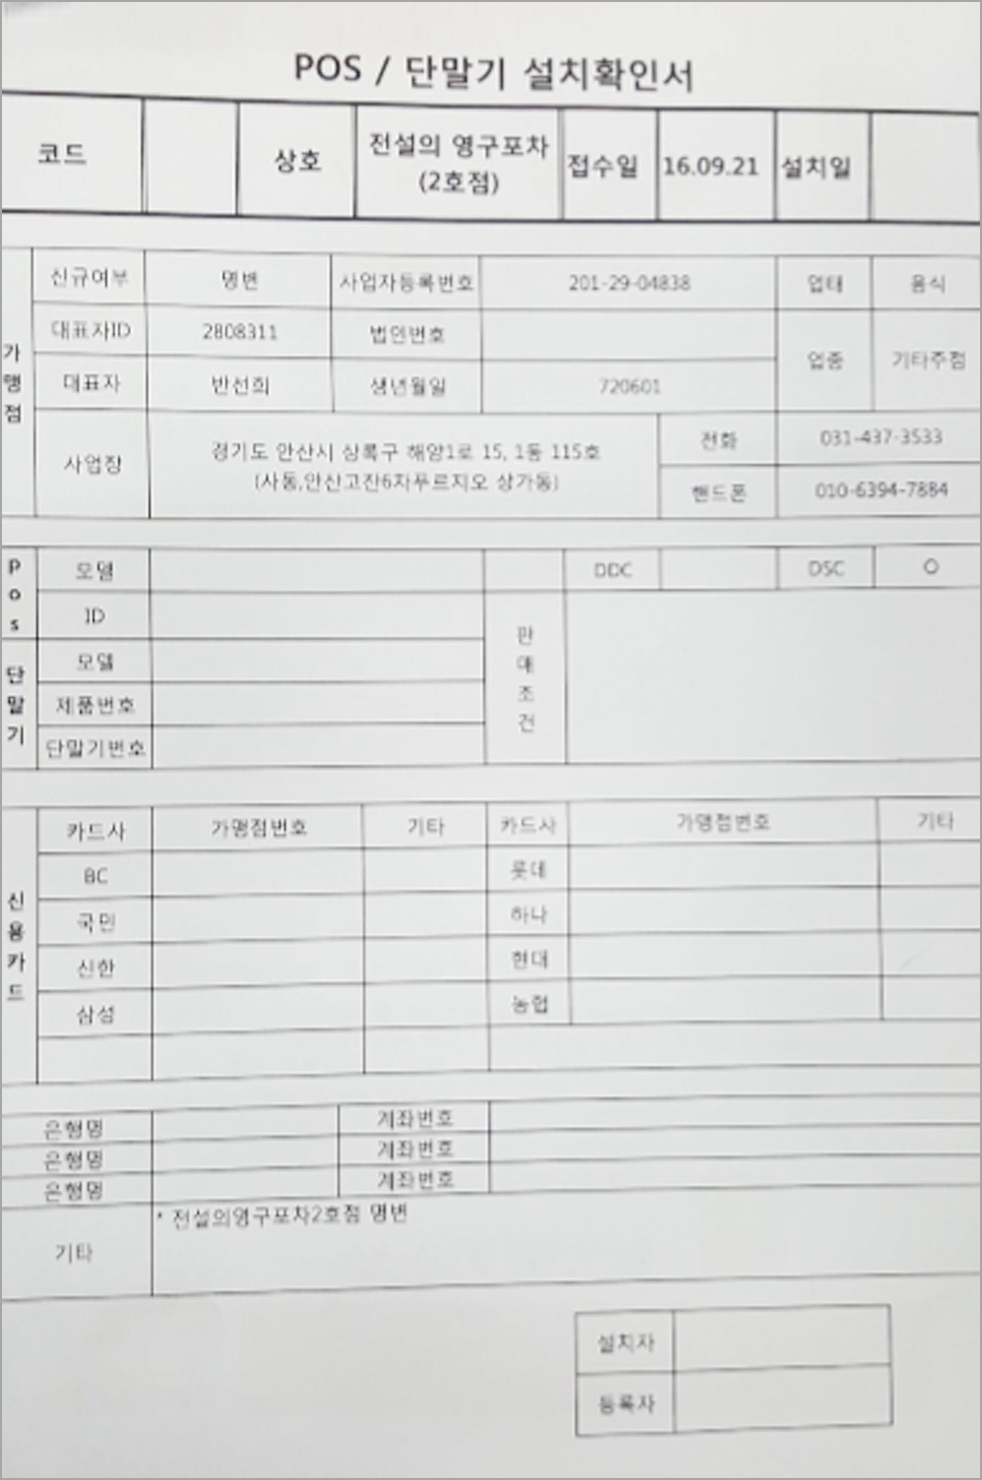 POS / 단말기 설치확인서
코드 상호 전설의 영구포차 (2호점) 접수일 16.09.21 설치일
가맹점
신규여부 명변 사업자등록번호 201-29-04838 업태 음식
대표자ID 2808311 법인번호 업종 기타주점
대표자 반선희 생년월일 720601
사업장 경기도 안산시 상록구 해양1로 15, 1동 115호
(사동,안산고잔6차푸르지오 상가동)
전화 031-437-3533
핸드폰 010-6394-7884
Pos
모델 DDC DSC O
ID
판매조건
단말기
모델
제품번호
단말기번호
신용카드
카드사 가맹점번호 기타 카드사 가맹점번호 기타
BC 롯데
국민 하나
신한 현대
삼성 농협
은행명 계좌번호
은행명 계좌번호
은행명 계좌번호
기타 * 전설의영구포차2호점 명변
설치자
등록자